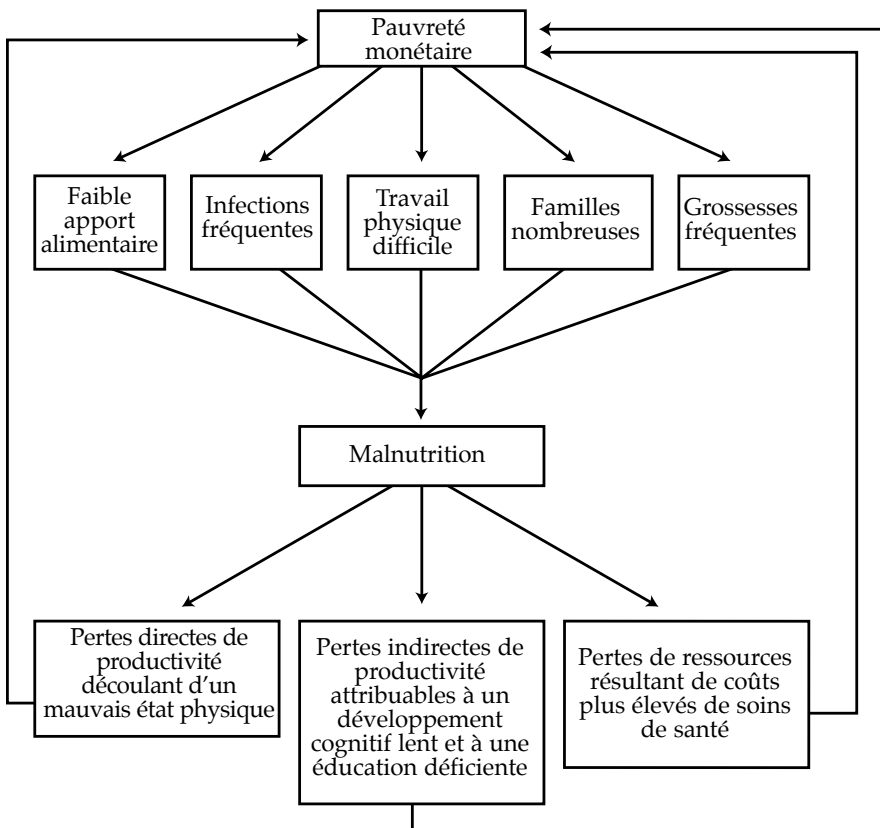 Pauvreté
monétaire
Faible
apport
alimentaire
Infections
fréquentes
Travail
physique
difficile
Familles
nombreuses
Grossesses
fréquentes
Malnutrition
Pertes directes de
productivité
découlant d'un
mauvais état physique
Pertes indirectes de
productivité
attribuables à un
développement
cognitif lent et à une
éducation déficiente
Pertes de ressources
résultant de coûts
plus élevés de soins
de santé